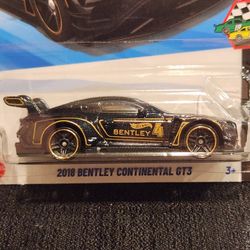 BENTLEY 4
2018 BENTLEY CONTINENTAL GT3
3+